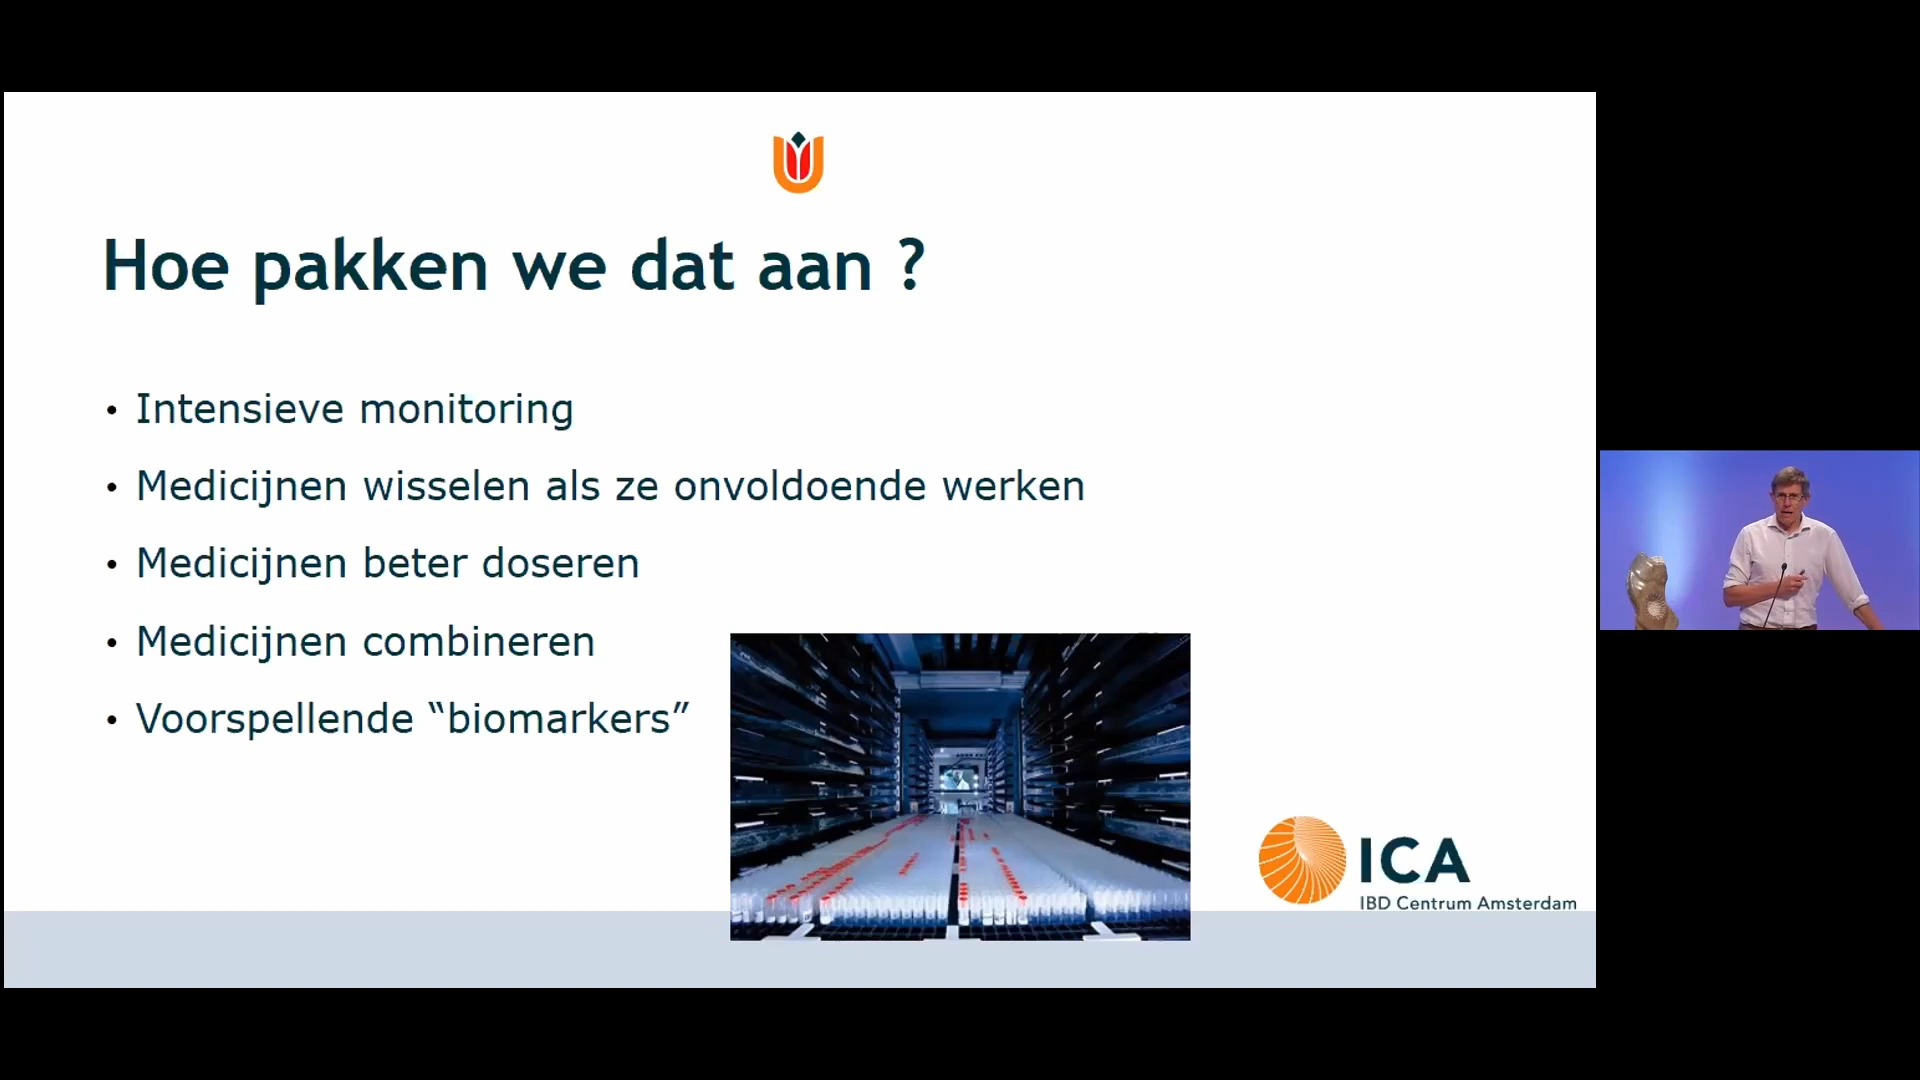 Hoe pakken we dat aan ?
• Intensieve monitoring
• Medicijnen wisselen als ze onvoldoende werken
• Medicijnen beter doseren
• Medicijnen combineren
• Voorspellende “biomarkers”
ICA
IBD Centrum Amsterdam